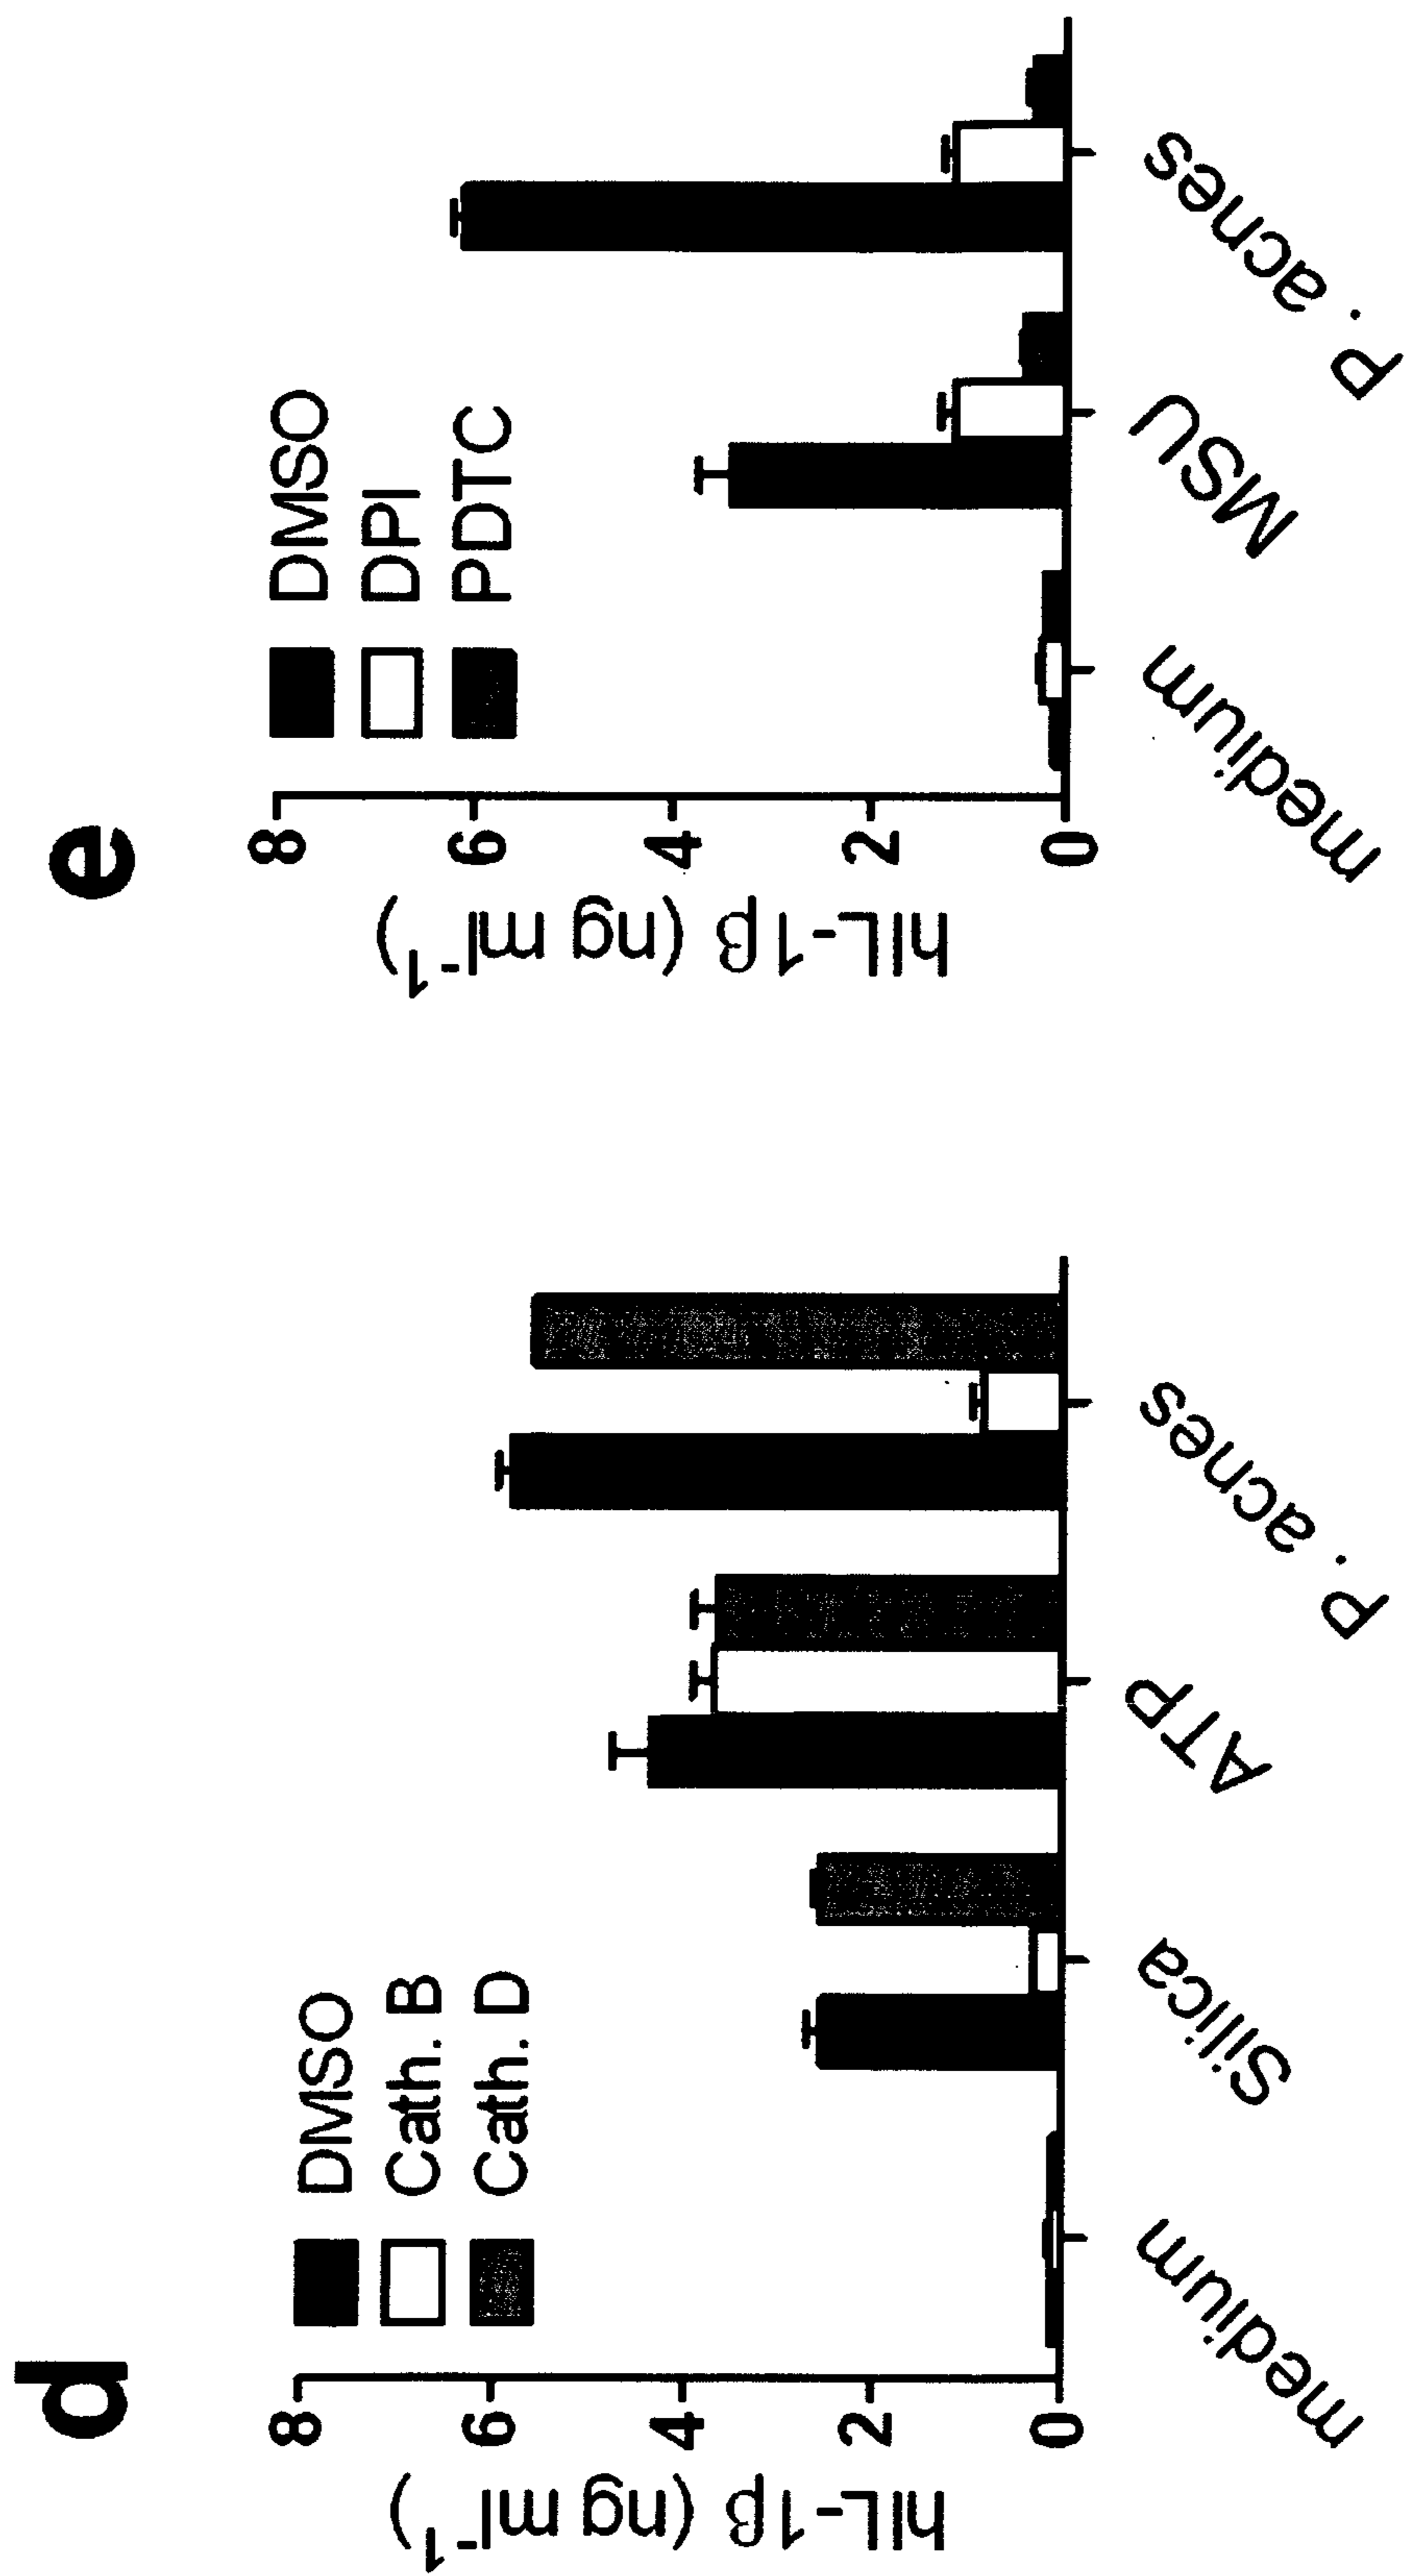 d
hIL-1β (ng ml⁻¹)
8
6
4
2
0
DMSO
Cath. B
Cath. D
medium
Silica
ATP
P. acnes
e
hIL-1β (ng ml⁻¹)
8
6
4
2
0
DMSO
DPI
PDTC
medium
MSU
P. acnes